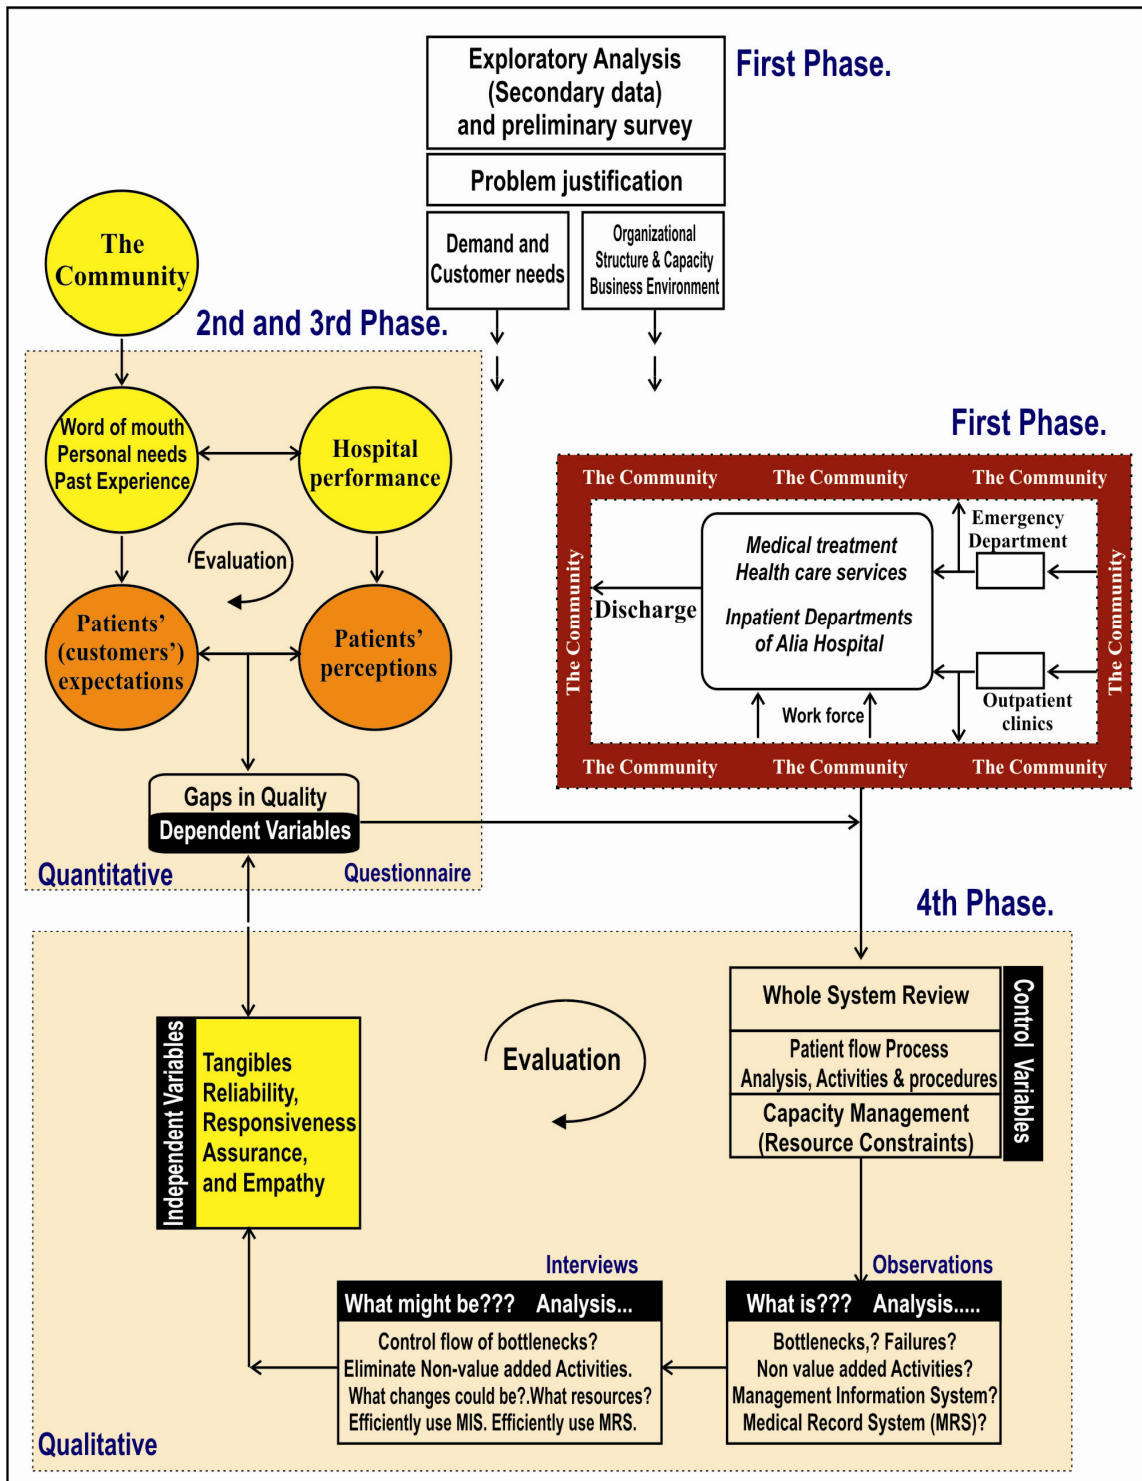 Exploratory Analysis
(Secondary data)
and preliminary survey
First Phase.
Problem justification
Demand and
Customer needs
Organizational
Structure & Capacity
Business Environment
The
Community
2nd and 3rd Phase.
Word of mouth
Personal needs
Past Experience
Hospital
performance
Evaluation
Patients’
(customers’)
expectations
Patients’
perceptions
Gaps in Quality
Dependent Variables
Quantitative
Questionnaire
First Phase.
The Community
The Community
The Community
The Community
The Community
Emergency
Department
Medical treatment
Health care services
Inpatient Departments
of Alia Hospital
Discharge
Outpatient
clinics
Work force
The Community
The Community
The Community
4th Phase.
Whole System Review
Patient flow Process
Analysis, Activities & procedures
Capacity Management
(Resource Constraints)
Control Variables
Evaluation
Independent Variables
Tangibles
Reliability,
Responsiveness
Assurance,
and Empathy
Interviews
What might be??? Analysis...
Control flow of bottlenecks?
Eliminate Non-value added Activities.
What changes could be?.What resources?
Efficiently use MIS. Efficiently use MRS.
Observations
What is??? Analysis.....
Bottlenecks,? Failures?
Non value added Activities?
Management Information System?
Medical Record System (MRS)?
Qualitative